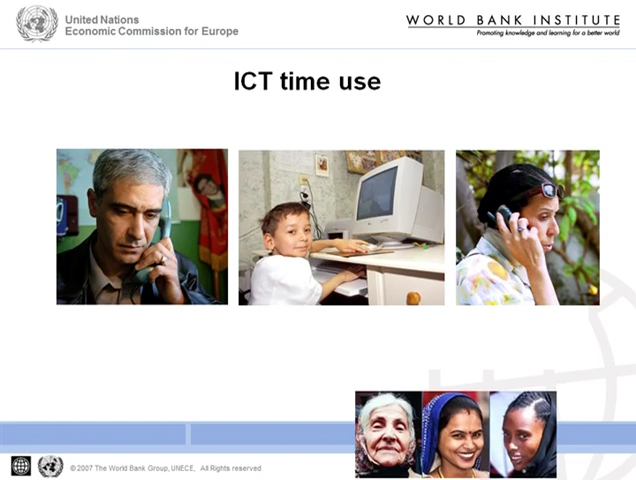 United Nations
Economic Commission for Europe
WORLD BANK INSTITUTE
Promoting knowledge and learning for a better world
ICT time use
© 2007 The World Bank Group, UNECE, All Rights reserved